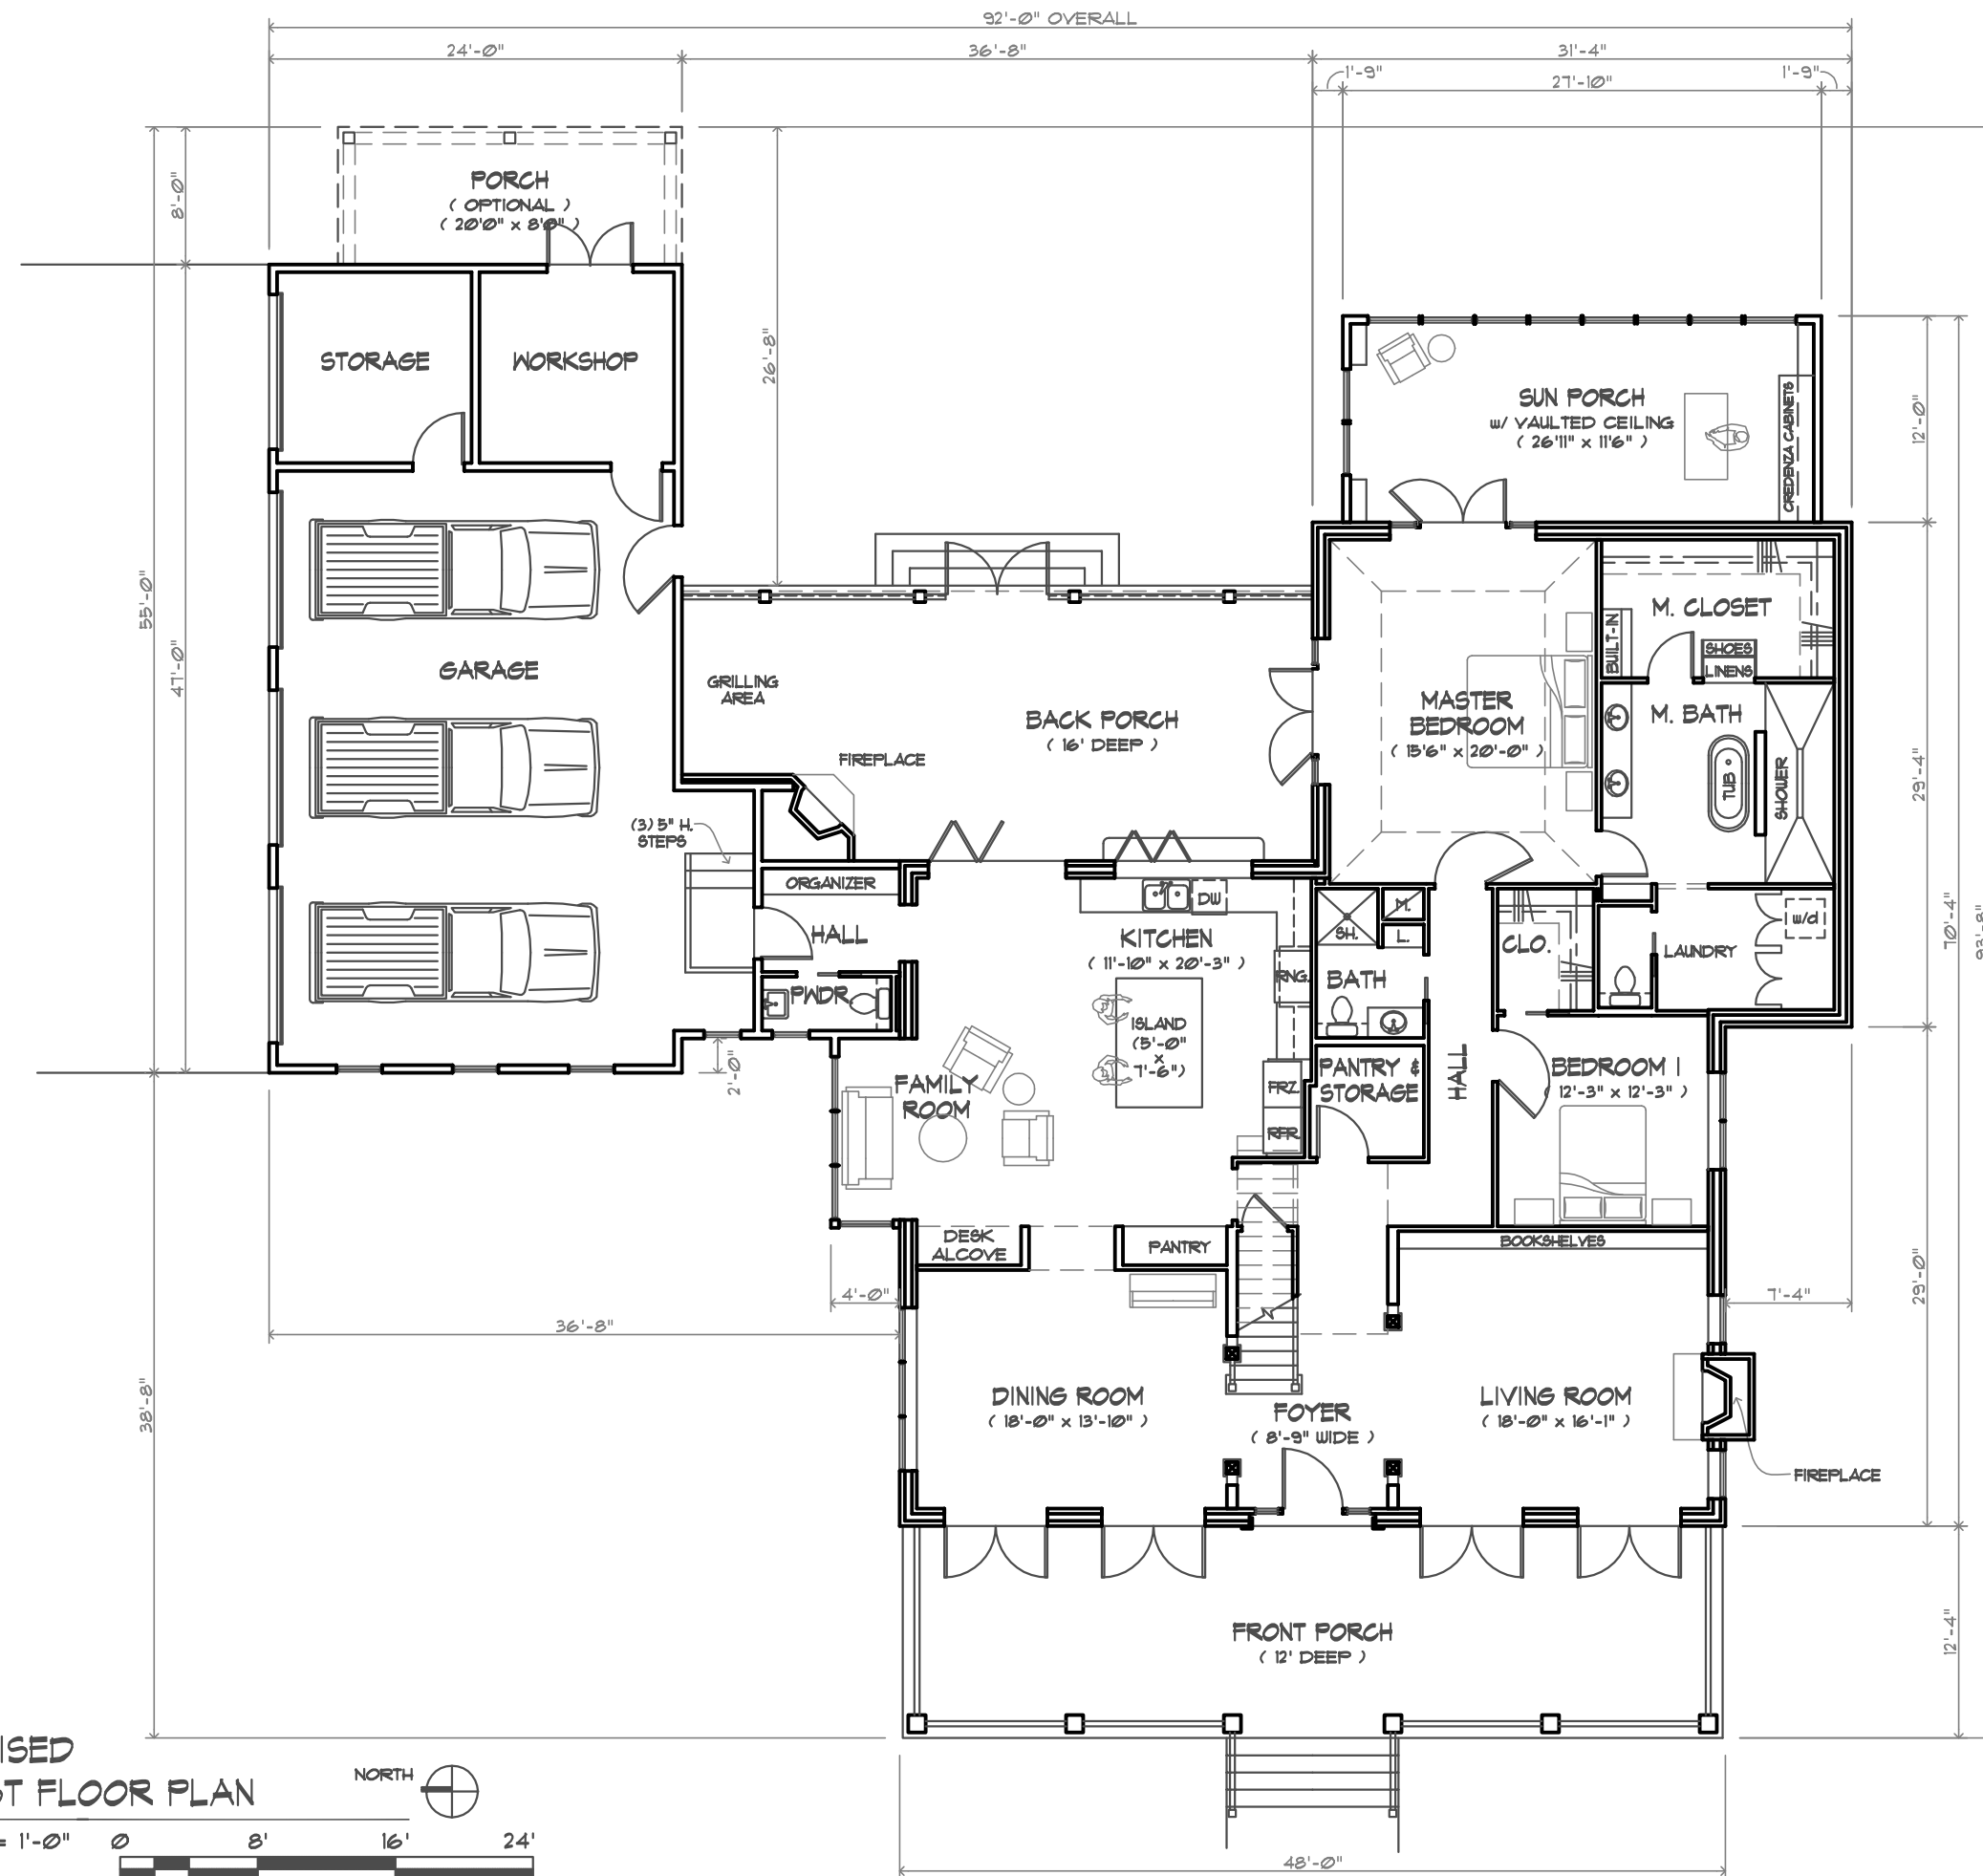 92'-0" OVERALL
24'-0"
36'-8"
31'-4"
1'-9"
27'-10"
1'-9"
PORCH
( OPTIONAL )
( 20'0" x 8'0" )
8'-0"
26'-8"
STORAGE
WORKSHOP
SUN PORCH
w/ VAULTED CEILING
( 26'11" x 11'6" )
CREDENZA CABINETS
12'-0"
55'-0"
47'-0"
GARAGE
GRILLING
AREA
BACK PORCH
( 16' DEEP )
FIREPLACE
MASTER
BEDROOM
( 15'6" x 20'-0" )
M. CLOSET
BUILT-IN
SHOES
LINENS
M. BATH
TUB
SHOWER
29'-4"
(3) 5" H.
STEPS
ORGANIZER
HALL
PWDR.
DW
KITCHEN
( 11'-10" x 20'-3" )
RNG.
ISLAND
(5'-0"
x
7'-6")
FRZ.
RFR.
SH.
M.
L.
BATH
CLO.
LAUNDRY
w/d
70'-4"
93'-8"
PANTRY &
STORAGE
HALL
BEDROOM 1
( 12'-3" x 12'-3" )
2'-0"
FAMILY
ROOM
DESK
ALCOVE
PANTRY
BOOKSHELVES
4'-0"
36'-8"
7'-4"
29'-0"
38'-8"
DINING ROOM
( 18'-0" x 13'-10" )
FOYER
( 8'-9" WIDE )
LIVING ROOM
( 18'-0" x 16'-1" )
FIREPLACE
FRONT PORCH
( 12' DEEP )
12'-4"
ISED
ST FLOOR PLAN
NORTH
= 1'-0"
0 8' 16' 24'
48'-0"